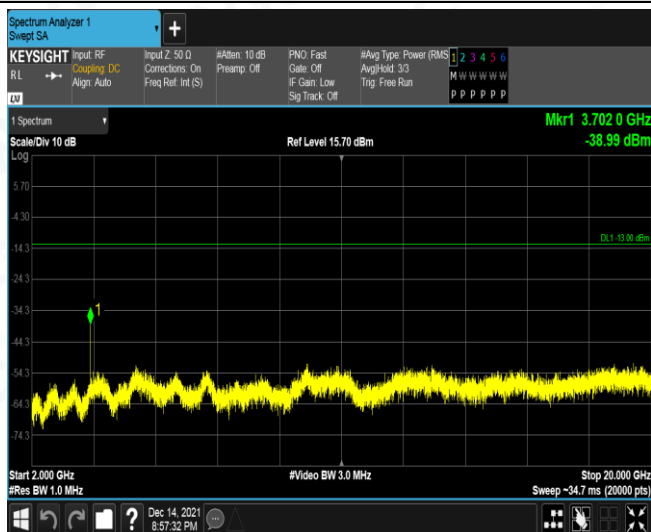 Spectrum Analyzer 1
Swept SA
KEYSIGHT
RL
LXI
Input: RF
Coupling: DC
Align: Auto
Input Z: 50 Ω
Corrections: On
Freq Ref: Int (S)
#Atten: 10 dB
Preamp: Off
PNO: Fast
Gate: Off
IF Gain: Low
Sig Track: Off
#Avg Type: Power (RMS
Avg|Hold: 3/3
Trig: Free Run
1 2 3 4 5 6
M W W W W W
P P P P P P
1 Spectrum
Scale/Div 10 dB
Ref Level 15.70 dBm
Mkr1 3.702 0 GHz
-38.99 dBm
Log
5.70
-4.30
-14.3
-24.3
-34.3
-44.3
-54.3
-64.3
-74.3
DL1 -13.00 dBm
1
Start 2.000 GHz
#Video BW 3.0 MHz
Stop 20.000 GHz
#Res BW 1.0 MHz
Sweep ~34.7 ms (20000 pts)
?
Dec 14, 2021
8:57:32 PM